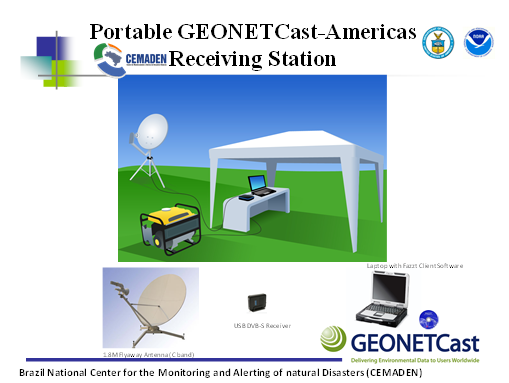 Portable GEONETCast-Americas
Receiving Station
CEMADEN
NOAA
Laptop with Fazzt Client Software
USB DVB-S Receiver
1.8M Flyaway Antenna (C band)
GEONETCast
Delivering Environmental Data to Users Worldwide
Brazil National Center for the Monitoring and Alerting of natural Disasters (CEMADEN)